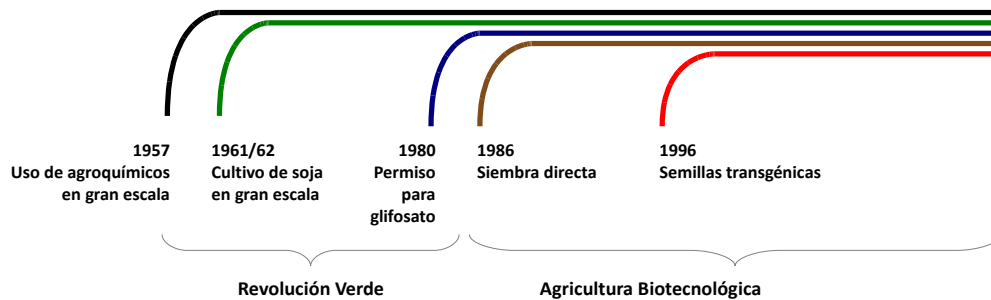 1957
Uso de agroquímicos
en gran escala
1961/62
Cultivo de soja
en gran escala
1980
Permiso
para
glifosato
1986
Siembra directa
1996
Semillas transgénicas
Revolución Verde
Agricultura Biotecnológica